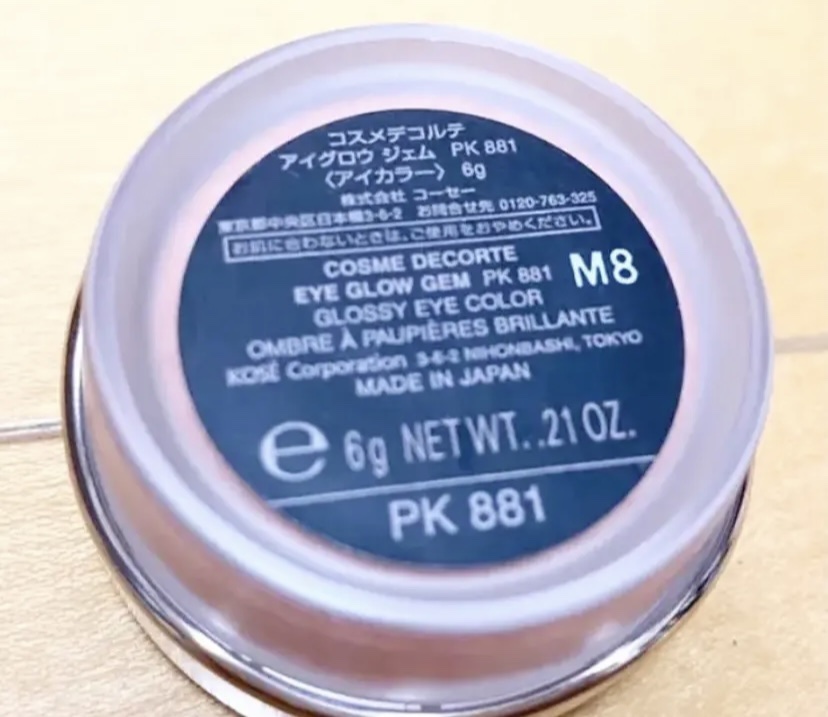 コスメデコルテ
アイグロウ ジェム PK 881
〈アイカラー〉 6g
株式会社 コーセー
東京都中央区日本橋3-6-2 お問合せ先 0120-763-325
お肌に合わないときは、ご使用をおやめください。
COSME DECORTE
EYE GLOW GEM PK 881 M8
GLOSSY EYE COLOR
OMBRE À PAUPIÈRES BRILLANTE
KOSÉ Corporation 3-6-2 NIHONBASHI, TOKYO
MADE IN JAPAN
e 6g NET WT. .21 OZ.
PK 881